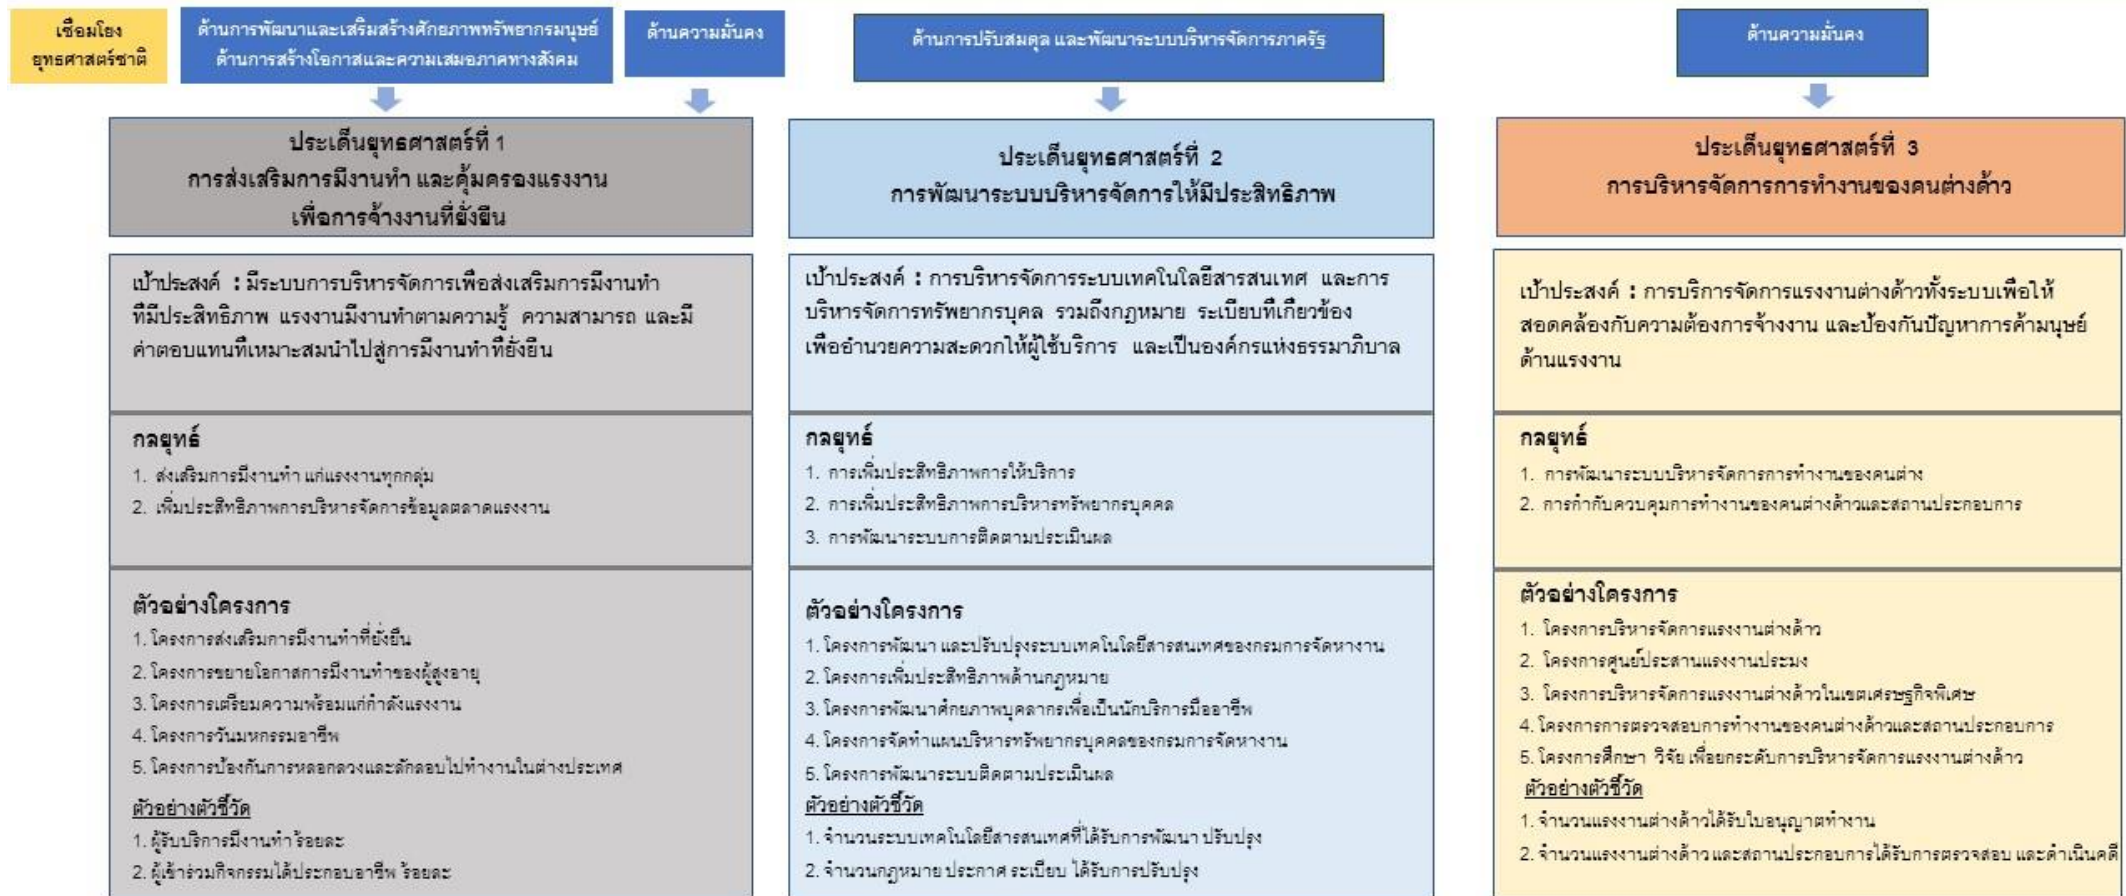 เชื่อมโยง
ยุทธศาสตร์ชาติ
ด้านการพัฒนาและเสริมสร้างศักยภาพทรัพยากรมนุษย์
ด้านการสร้างโอกาสและความเสมอภาคทางสังคม
ด้านความมั่นคง
ด้านการปรับสมดุล และพัฒนาระบบบริหารจัดการภาครัฐ
ด้านความมั่นคง
ประเด็นยุทธศาสตร์ที่ 1
การส่งเสริมการมีงานทำ และคุ้มครองแรงงาน
เพื่อการจ้างงานที่ยั่งยืน
เป้าประสงค์ : มีระบบการบริหารจัดการเพื่อส่งเสริมการมีงานทำ
ที่มีประสิทธิภาพ แรงงานมีงานทำตามความรู้ ความสามารถ และมี
ค่าตอบแทนที่เหมาะสมนำไปสู่การมีงานทำที่ยั่งยืน
กลยุทธ์
1. ส่งเสริมการมีงานทำ แก่แรงงานทุกกลุ่ม
2. เพิ่มประสิทธิภาพการบริหารจัดการข้อมูลตลาดแรงงาน
ตัวอย่างโครงการ
1. โครงการส่งเสริมการมีงานทำที่ยั่งยืน
2. โครงการขยายโอกาสการมีงานทำของผู้สูงอายุ
3. โครงการเตรียมความพร้อมแก่กำลังแรงงาน
4. โครงการวันมหกรรมอาชีพ
5. โครงการป้องกันการหลอกลวงและลักลอบไปทำงานในต่างประเทศ
ตัวอย่างตัวชี้วัด
1. ผู้รับบริการมีงานทำ ร้อยละ
2. ผู้เข้าร่วมกิจกรรมได้ประกอบอาชีพ ร้อยละ
ประเด็นยุทธศาสตร์ที่ 2
การพัฒนาระบบบริหารจัดการให้มีประสิทธิภาพ
เป้าประสงค์ : การบริหารจัดการระบบเทคโนโลยีสารสนเทศ และการ
บริหารจัดการทรัพยากรบุคล รวมถึงกฎหมาย ระเบียบที่เกี่ยวข้อง
เพื่ออำนวยความสะดวกให้ผู้ใช้บริการ และเป็นองค์กรแห่งธรรมาภิบาล
กลยุทธ์
1. การเพิ่มประสิทธิภาพการให้บริการ
2. การเพิ่มประสิทธิภาพการบริหารทรัพยากรบุคคล
3. การพัฒนาระบบการติดตามประเมินผล
ตัวอย่างโครงการ
1. โครงการพัฒนา และปรับปรุงระบบเทคโนโลยีสารสนเทศของกรมการจัดหางาน
2. โครงการเพิ่มประสิทธิภาพด้านกฎหมาย
3. โครงการพัฒนาศักยภาพบุคลากรเพื่อเป็นนักบริการมืออาชีพ
4. โครงการจัดทำแผนบริหารทรัพยากรบุคคลของกรมการจัดหางาน
5. โครงการพัฒนาระบบติดตามประเมินผล
ตัวอย่างตัวชี้วัด
1. จำนวนระบบเทคโนโลยีสารสนเทศที่ได้รับการพัฒนา ปรับปรุง
2. จำนวนกฎหมาย ประกาศ ระเบียบ ได้รับการปรับปรุง
ประเด็นยุทธศาสตร์ที่ 3
การบริหารจัดการการทำงานของคนต่างด้าว
เป้าประสงค์ : การบริการจัดการแรงงานต่างด้าวทั้งระบบเพื่อให้
สอดคล้องกับความต้องการจ้างงาน และป้องกันปัญหาการค้ามนุษย์
ด้านแรงงาน
กลยุทธ์
1. การพัฒนาระบบบริหารจัดการการทำงานของคนต่าง
2. การกำกับควบคุมการทำงานของคนต่างด้าวและสถานประกอบการ
ตัวอย่างโครงการ
1. โครงการบริหารจัดการแรงงานต่างด้าว
2. โครงการศูนย์ประสานแรงงานประมง
3. โครงการบริหารจัดการแรงงานต่างด้าวในเขตเศรษฐกิจพิเศษ
4. โครงการการตรวจสอบการทำงานของคนต่างด้าวและสถานประกอบการ
5. โครงการศึกษา วิจัย เพื่อยกระดับการบริหารจัดการแรงงานต่างด้าว
ตัวอย่างตัวชี้วัด
1. จำนวนแรงงานต่างด้าวได้รับใบอนุญาตทำงาน
2. จำนวนแรงงานต่างด้าวและสถานประกอบการได้รับการตรวจสอบ และดำเนินคดี